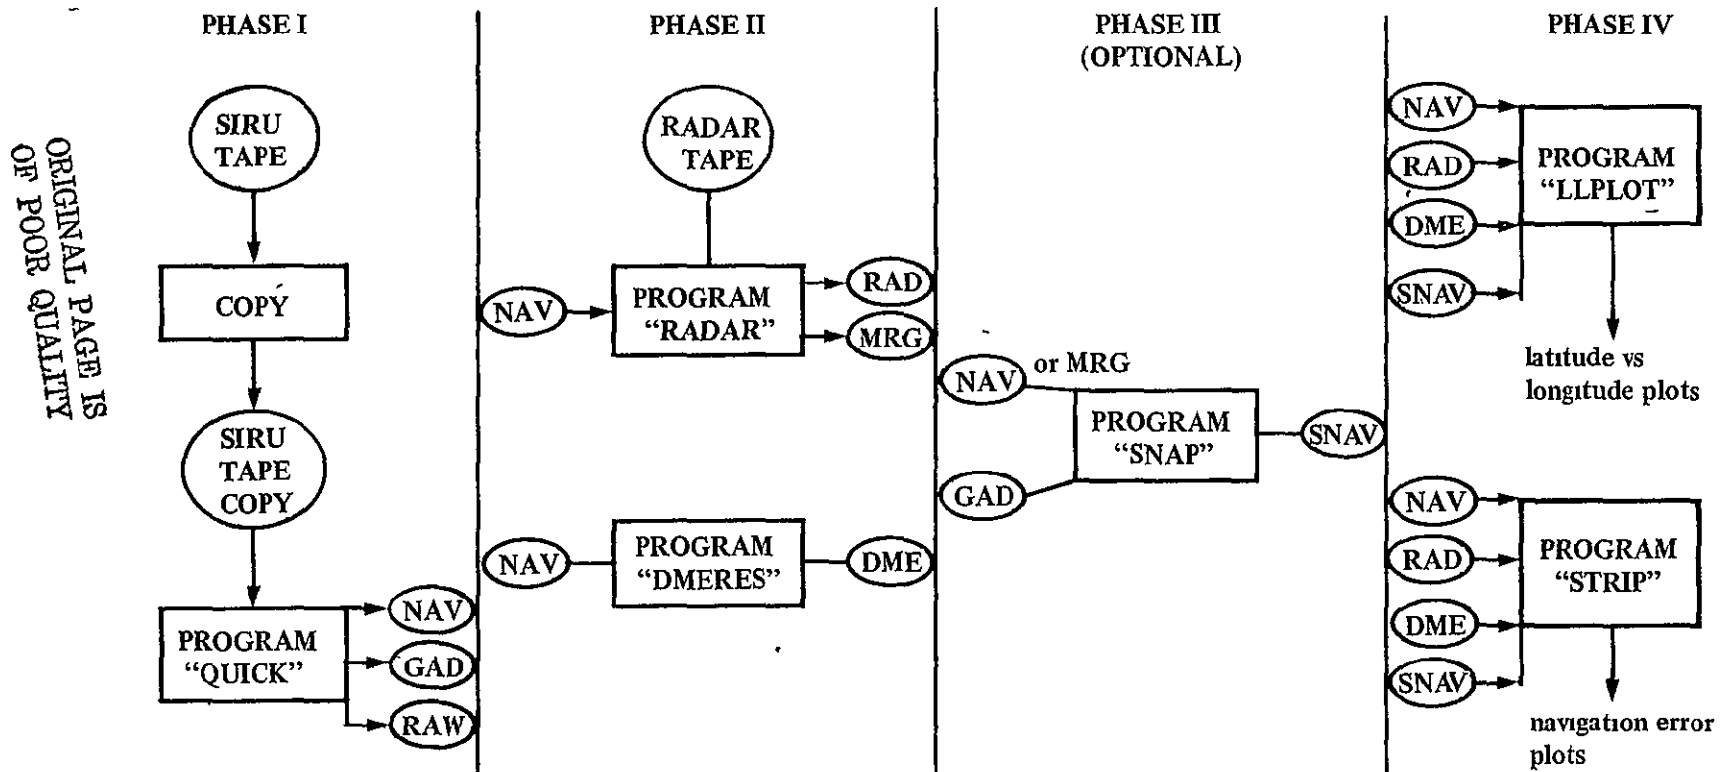 ORIGINAL PAGE IS
OF POOR QUALITY
PHASE I
SIRU
TAPE
COPY
SIRU
TAPE
COPY
PROGRAM
“QUICK”
NAV
GAD
RAW
PHASE II
RADAR
TAPE
NAV
PROGRAM
“RADAR”
RAD
MRG
NAV
PROGRAM
“DMERES”
DME
PHASE III
(OPTIONAL)
NAV or MRG
GAD
PROGRAM
“SNAP”
SNAV
PHASE IV
NAV
RAD
DME
SNAV
PROGRAM
“LLPLOT”
latitude vs
longitude plots
NAV
RAD
DME
SNAV
PROGRAM
“STRIP”
navigation error
plots